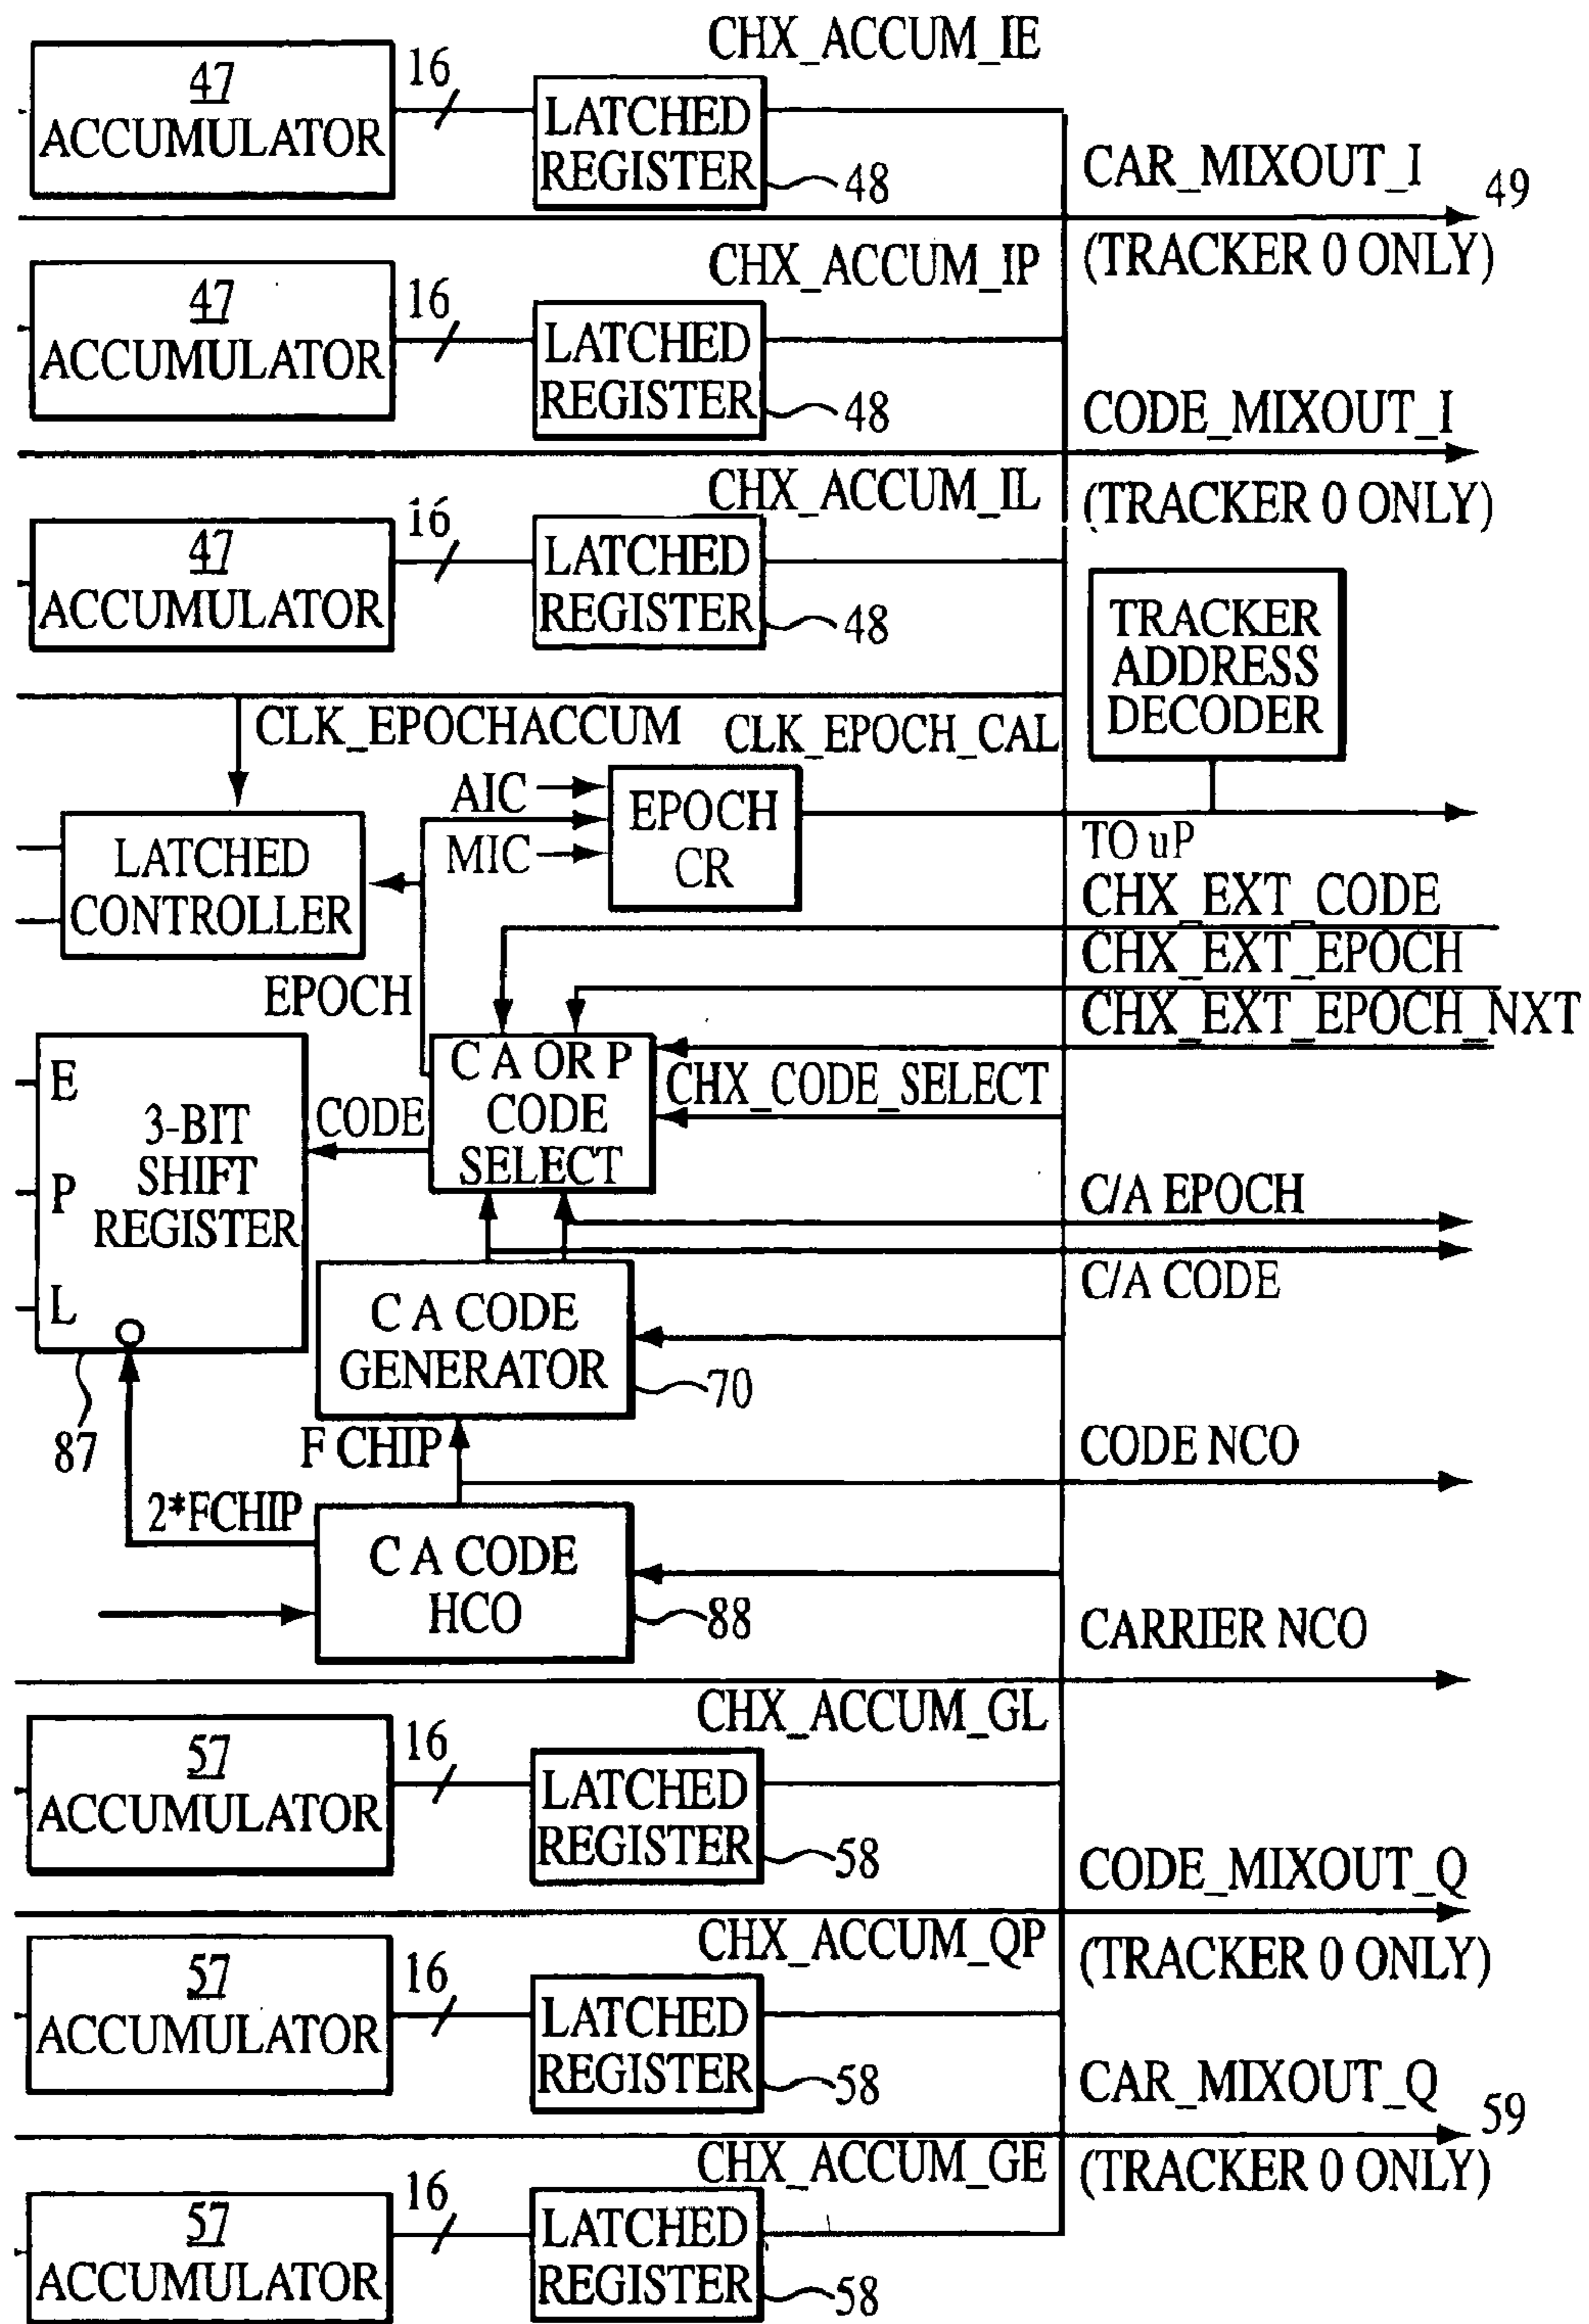 CHX_ACCUM_IE
47
ACCUMULATOR
16
LATCHED
REGISTER
48
CAR_MIXOUT_I
49
(TRACKER 0 ONLY)
CHX_ACCUM_IP
47
ACCUMULATOR
16
LATCHED
REGISTER
48
CODE_MIXOUT_I
(TRACKER 0 ONLY)
CHX_ACCUM_IL
47
ACCUMULATOR
16
LATCHED
REGISTER
48
TRACKER
ADDRESS
DECODER
CLK_EPOCHACCUM
CLK_EPOCH_CAL
AIC
MIC
EPOCH
CR
LATCHED
CONTROLLER
TO uP
CHX_EXT_CODE
CHX_EXT_EPOCH
CHX_EXT_EPOCH_NXT
EPOCH
C A OR P
CODE
SELECT
CHX_CODE_SELECT
CODE
E
P
L
3-BIT
SHIFT
REGISTER
87
C/A EPOCH
C/A CODE
C A CODE
GENERATOR
70
F CHIP
CODE NCO
2*FCHIP
C A CODE
HCO
88
CARRIER NCO
CHX_ACCUM_GL
57
ACCUMULATOR
16
LATCHED
REGISTER
58
CODE_MIXOUT_Q
(TRACKER 0 ONLY)
CHX_ACCUM_QP
57
ACCUMULATOR
16
LATCHED
REGISTER
58
CAR_MIXOUT_Q
59
(TRACKER 0 ONLY)
CHX_ACCUM_GE
57
ACCUMULATOR
16
LATCHED
REGISTER
58